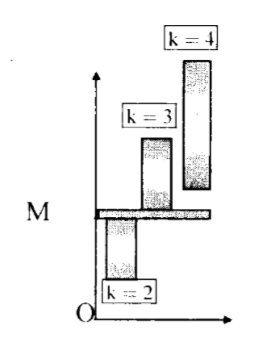 k = 4
k = 3
M
k = 2
O